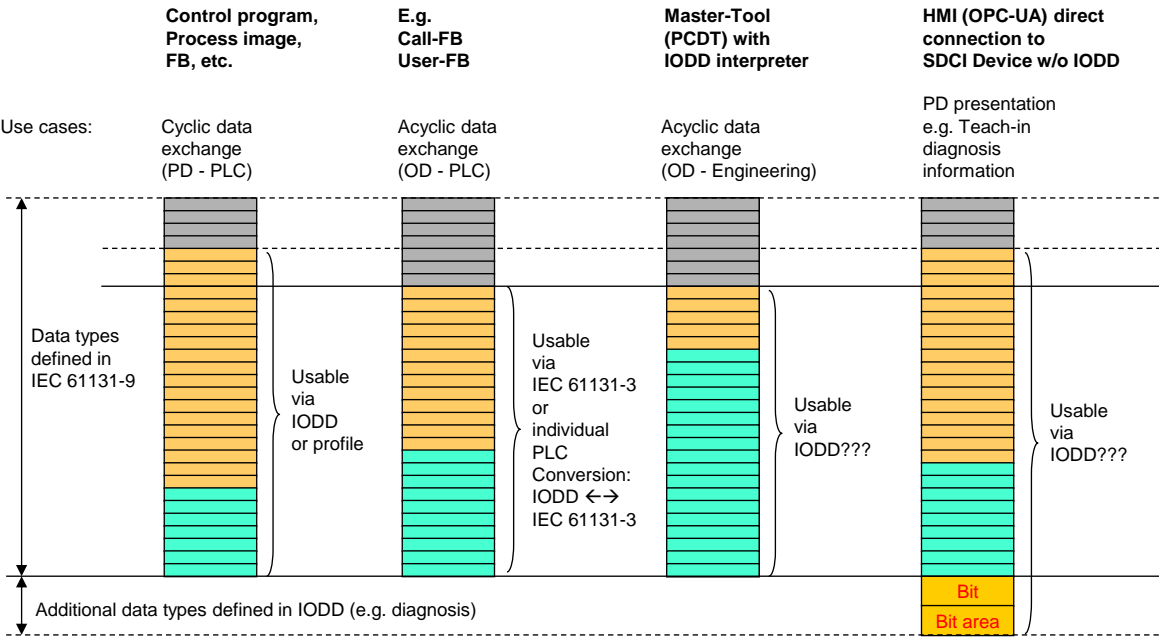 Control program,
Process image,
FB, etc.
E.g.
Call-FB
User-FB
Master-Tool
(PCDT) with
IODD interpreter
HMI (OPC-UA) direct
connection to
SDCI Device w/o IODD
Use cases:
Cyclic data
exchange
(PD - PLC)
Acyclic data
exchange
(OD - PLC)
Acyclic data
exchange
(OD - Engineering)
PD presentation
e.g. Teach-in
diagnosis
information
Data types
defined in
IEC 61131-9
Usable
via
IODD
or profile
Usable
via
IEC 61131-3
or
individual
PLC
Conversion:
IODD ←→
IEC 61131-3
Usable
via
IODD???
Usable
via
IODD???
Additional data types defined in IODD (e.g. diagnosis)
Bit
Bit area